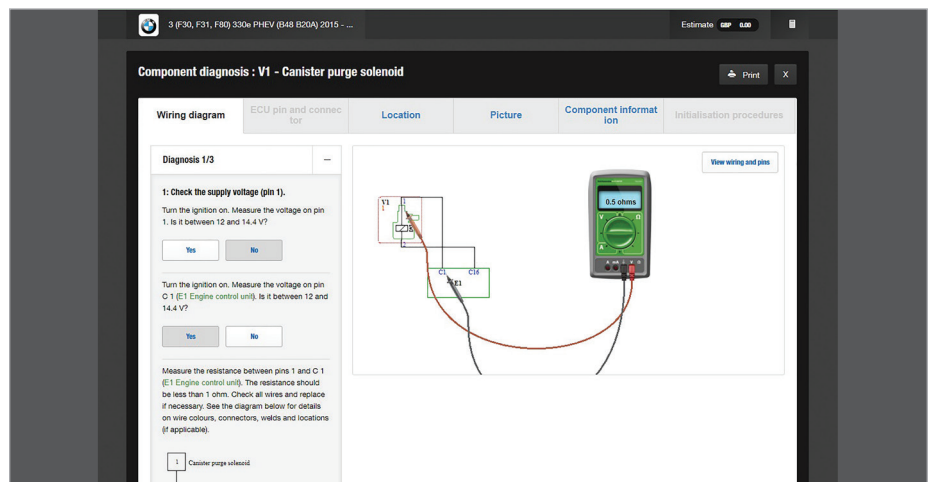 3 (F30, F31, F80) 330e PHEV (B48 B20A) 2015 - ...
Estimate GBP 0.00
Component diagnosis : V1 - Canister purge solenoid
Print X
Wiring diagram
ECU pin and connec
tor
Location
Picture
Component informat
ion
Initialisation procedures
Diagnosis 1/3
1: Check the supply voltage (pin 1).
Turn the ignition on. Measure the voltage on pin
1. Is it between 12 and 14.4 V?
Yes No
Turn the ignition on. Measure the voltage on pin
C 1 (E1 Engine control unit). Is it between 12 and
14.4 V?
Yes No
Measure the resistance between pins 1 and C 1
(E1 Engine control unit). The resistance should
be less than 1 ohm. Check all wires and replace
if necessary. See the diagram below for details
on wire colours, connectors, welds and locations
(if applicable).
1 Canister purge solenoid
View wiring and pins
V1
1
1
2
C1 C16
E1
0.5 ohms
V Ω
A